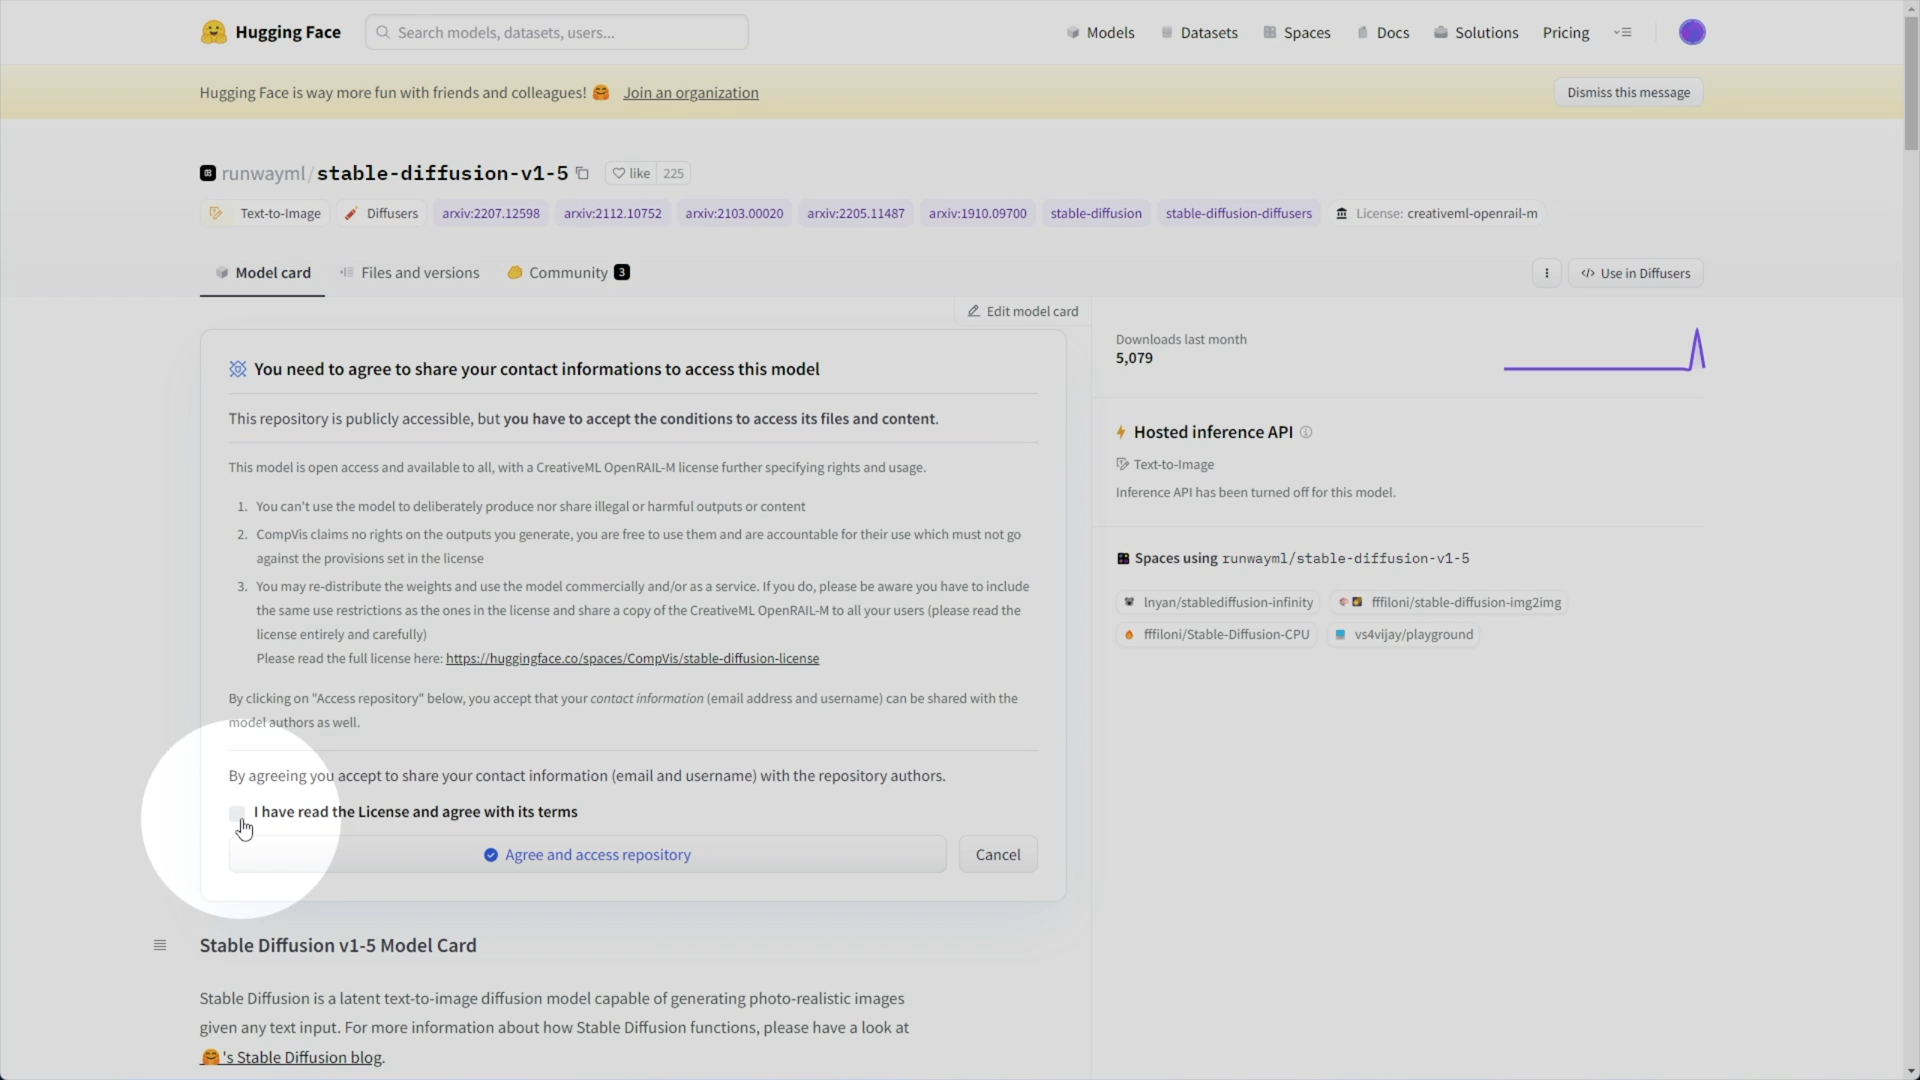 Hugging Face
Search models, datasets, users...
Models
Datasets
Spaces
Docs
Solutions
Pricing
Hugging Face is way more fun with friends and colleagues! 🤗 Join an organization
Dismiss this message
runwayml/stable-diffusion-v1-5
like 225
Text-to-Image
Diffusers
arxiv:2207.12598
arxiv:2112.10752
arxiv:2103.00020
arxiv:2205.11487
arxiv:1910.09700
stable-diffusion
stable-diffusion-diffusers
License: creativeml-openrail-m
Model card
Files and versions
Community 3
</> Use in Diffusers
Edit model card
You need to agree to share your contact informations to access this model
This repository is publicly accessible, but you have to accept the conditions to access its files and content.
This model is open access and available to all, with a CreativeML OpenRAIL-M license further specifying rights and usage.
1. You can't use the model to deliberately produce nor share illegal or harmful outputs or content
2. CompVis claims no rights on the outputs you generate, you are free to use them and are accountable for their use which must not go
against the provisions set in the license
3. You may re-distribute the weights and use the model commercially and/or as a service. If you do, please be aware you have to include
the same use restrictions as the ones in the license and share a copy of the CreativeML OpenRAIL-M to all your users (please read the
license entirely and carefully)
Please read the full license here: https://huggingface.co/spaces/CompVis/stable-diffusion-license
By clicking on "Access repository" below, you accept that your contact information (email address and username) can be shared with the
model authors as well.
By agreeing you accept to share your contact information (email and username) with the repository authors.
I have read the License and agree with its terms
Agree and access repository
Cancel
Stable Diffusion v1-5 Model Card
Stable Diffusion is a latent text-to-image diffusion model capable of generating photo-realistic images
given any text input. For more information about how Stable Diffusion functions, please have a look at
🤗's Stable Diffusion blog.
Downloads last month
5,079
Hosted inference API
Text-to-Image
Inference API has been turned off for this model.
Spaces using runwayml/stable-diffusion-v1-5
lnyan/stablediffusion-infinity
fffiloni/stable-diffusion-img2img
fffiloni/Stable-Diffusion-CPU
vs4vijay/playground